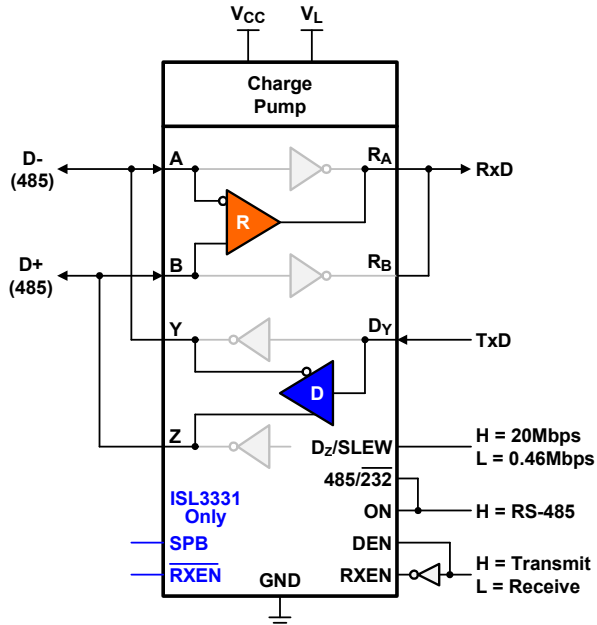 VCC
VL
Charge
Pump
D-
(485)
A
RA
RxD
R
D+
(485)
B
RB
Y
DY
TxD
D
Z
DZ/SLEW
H = 20Mbps
L = 0.46Mbps
485/232
ISL3331
Only
ON
H = RS-485
SPB
DEN
RXEN
GND
RXEN
H = Transmit
L = Receive